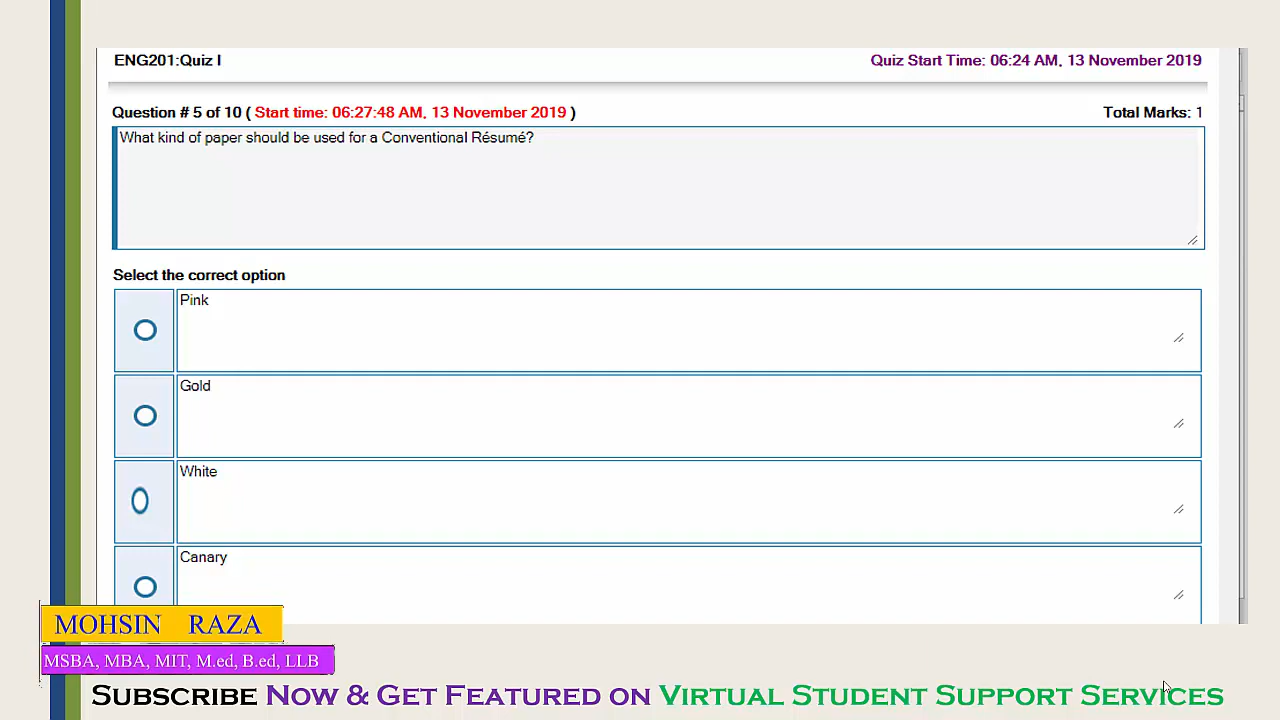 ENG201:Quiz I
Quiz Start Time: 06:24 AM, 13 November 2019
Question # 5 of 10 ( Start time: 06:27:48 AM, 13 November 2019 )
Total Marks: 1
What kind of paper should be used for a Conventional Résumé?
Select the correct option
Pink
Gold
White
Canary
MOHSIN RAZA
MSBA, MBA, MIT, M.ed, B.ed, LLB
SUBSCRIBE NOW & GET FEATURED ON VIRTUAL STUDENT SUPPORT SERVICES